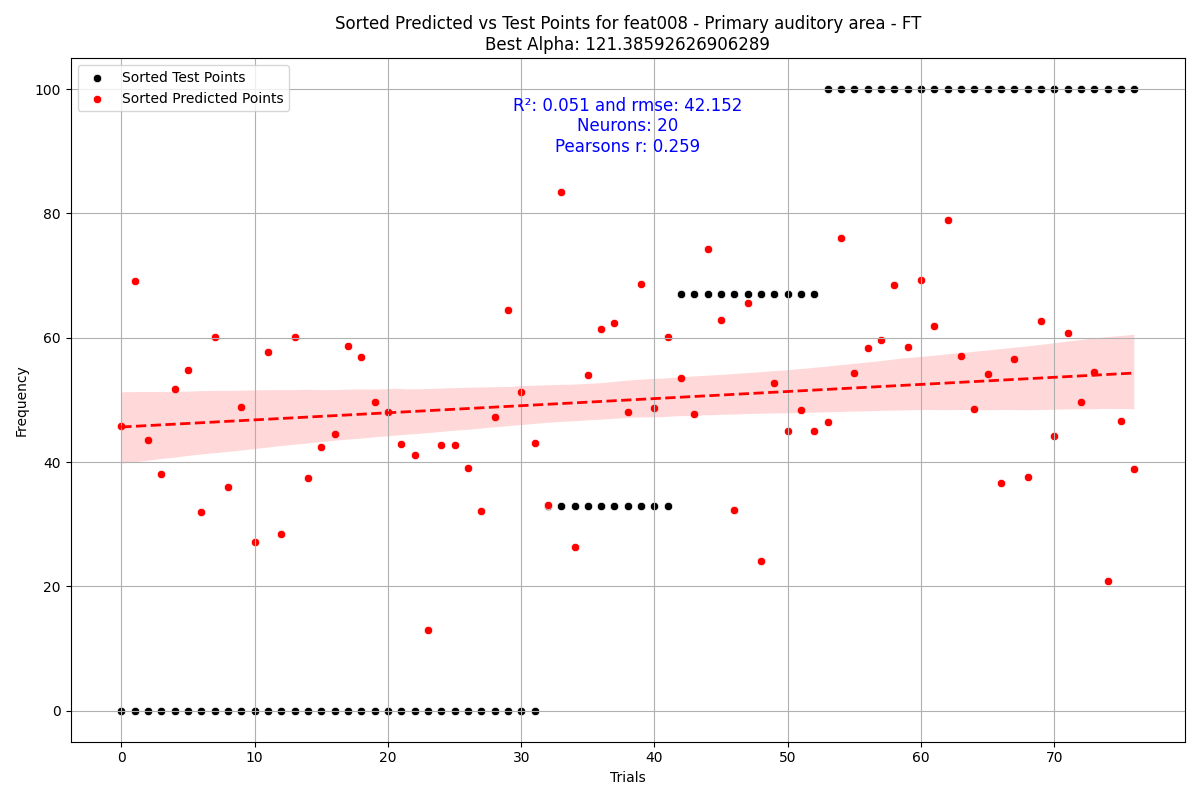 Sorted Predicted vs Test Points for feat008 - Primary auditory area - FT
Best Alpha: 121.38592626906289
Sorted Test Points
Sorted Predicted Points
R²: 0.051 and rmse: 42.152
Neurons: 20
Pearsons r: 0.259
100
80
60
40
20
0
Frequency
0 10 20 30 40 50 60 70
Trials